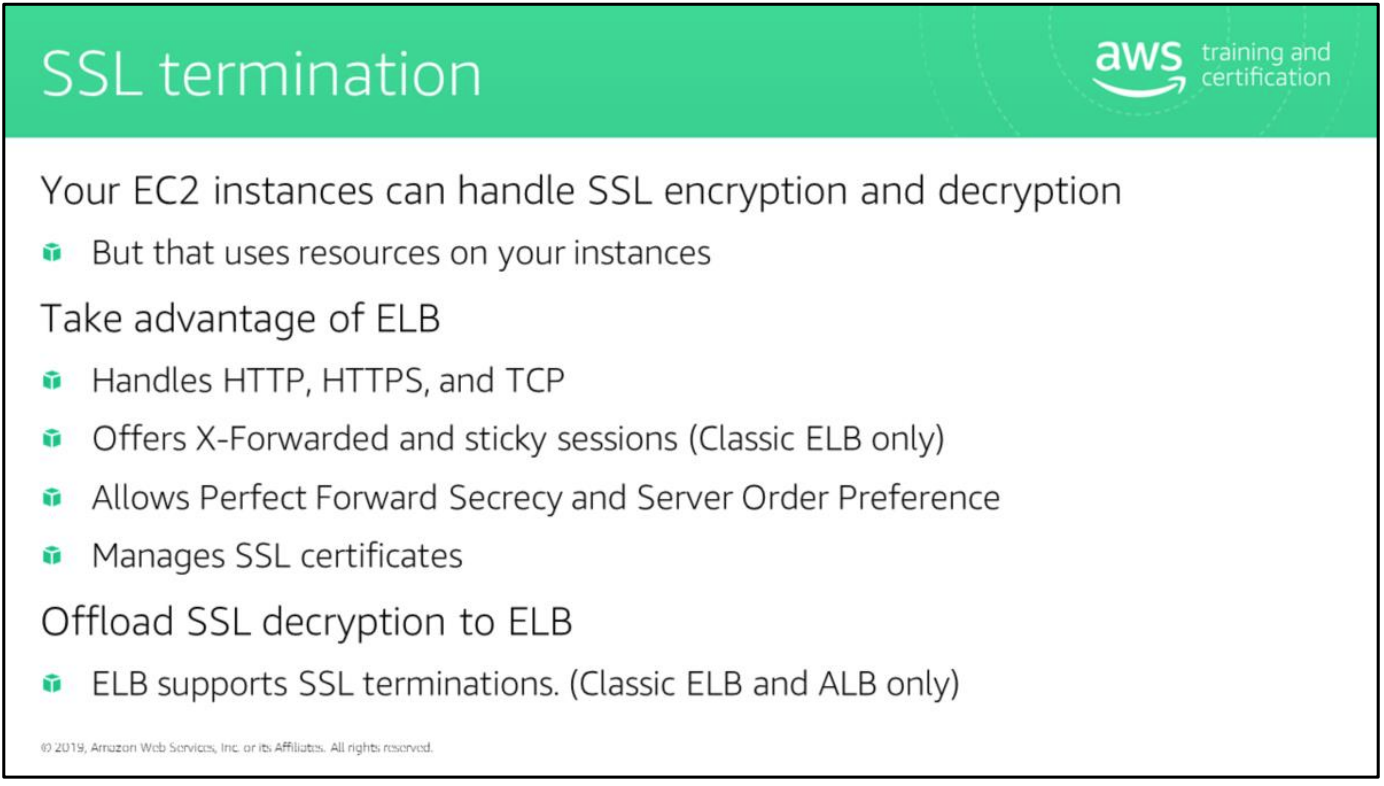 SSL termination
aws training and
certification
Your EC2 instances can handle SSL encryption and decryption
But that uses resources on your instances
Take advantage of ELB
Handles HTTP, HTTPS, and TCP
Offers X-Forwarded and sticky sessions (Classic ELB only)
Allows Perfect Forward Secrecy and Server Order Preference
Manages SSL certificates
Offload SSL decryption to ELB
ELB supports SSL terminations. (Classic ELB and ALB only)
© 2019, Amazon Web Services, Inc. or its Affiliates. All rights reserved.